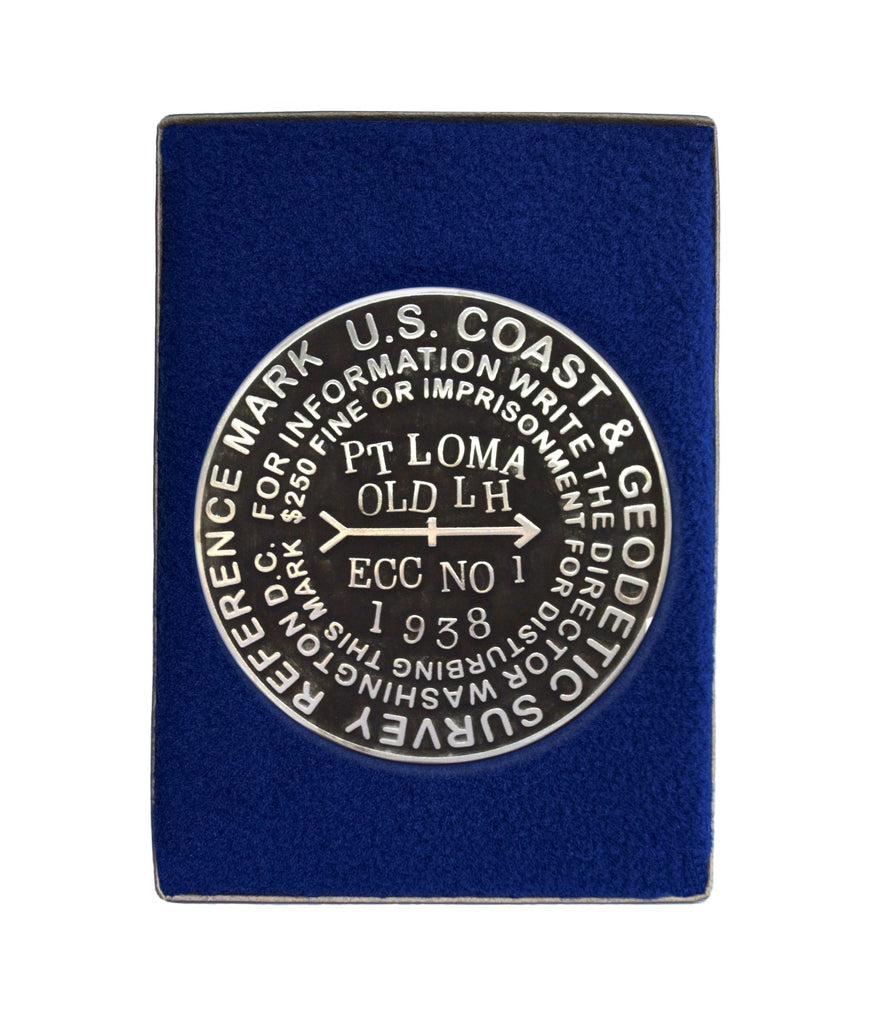 U.S. COAST & GEODETIC SURVEY REFERENCE MARK
FOR INFORMATION WRITE THE DIRECTOR WASHINGTON D.C.
$250 FINE OR IMPRISONMENT FOR DISTURBING THIS MARK
PT LOMA
OLD LH
ECC NO 1
1938